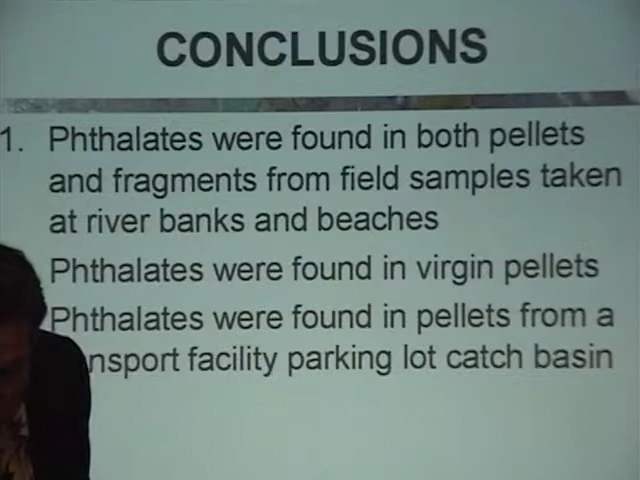 CONCLUSIONS
1. Phthalates were found in both pellets
and fragments from field samples taken
at river banks and beaches
Phthalates were found in virgin pellets
Phthalates were found in pellets from a
nsport facility parking lot catch basin